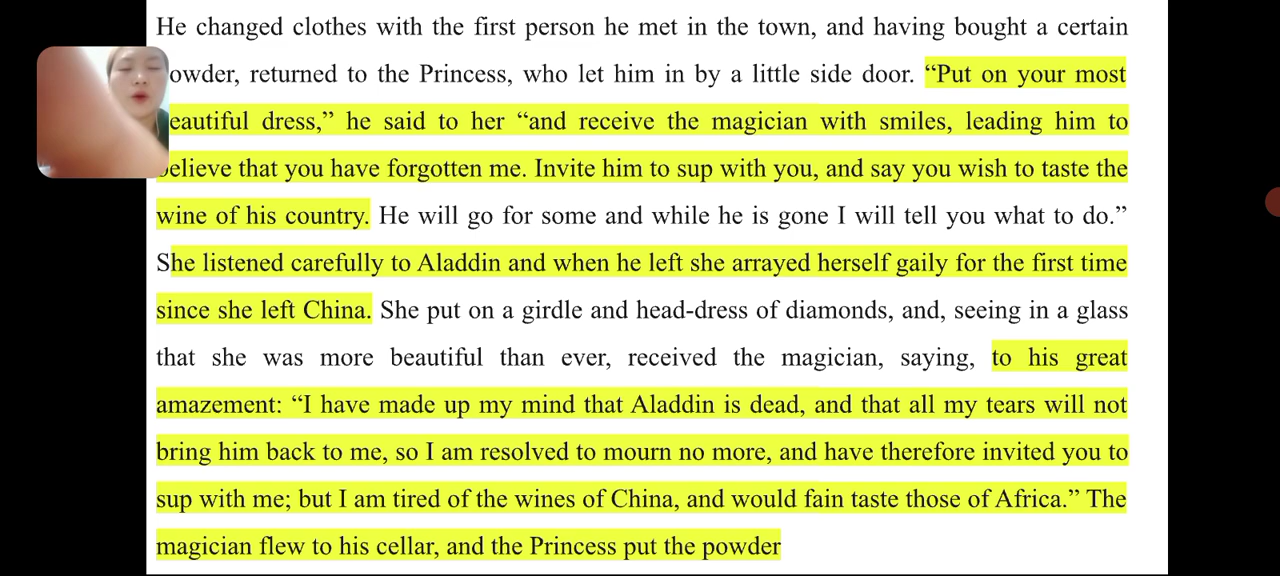 He changed clothes with the first person he met in the town, and having bought a certain
owder, returned to the Princess, who let him in by a little side door. “Put on your most
eautiful dress,” he said to her “and receive the magician with smiles, leading him to
believe that you have forgotten me. Invite him to sup with you, and say you wish to taste the
wine of his country. He will go for some and while he is gone I will tell you what to do.”
She listened carefully to Aladdin and when he left she arrayed herself gaily for the first time
since she left China. She put on a girdle and head-dress of diamonds, and, seeing in a glass
that she was more beautiful than ever, received the magician, saying, to his great
amazement: “I have made up my mind that Aladdin is dead, and that all my tears will not
bring him back to me, so I am resolved to mourn no more, and have therefore invited you to
sup with me; but I am tired of the wines of China, and would fain taste those of Africa.” The
magician flew to his cellar, and the Princess put the powder